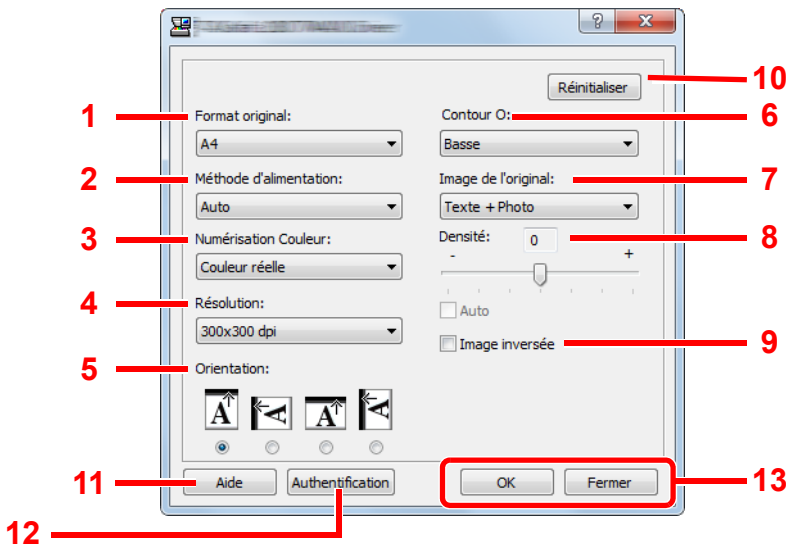 ?
X
Réinitialiser
10
1
Format original:
A4
Contour O:
6
Basse
2
Méthode d'alimentation:
Auto
Image de l'original:
7
Texte + Photo
3
Numérisation Couleur:
Couleur réelle
Densité:
0
8
-
+
4
Résolution:
300x300 dpi
Auto
Image inversée
9
5
Orientation:
A
A
A
A
11
Aide
Authentification
OK
Fermer
13
12